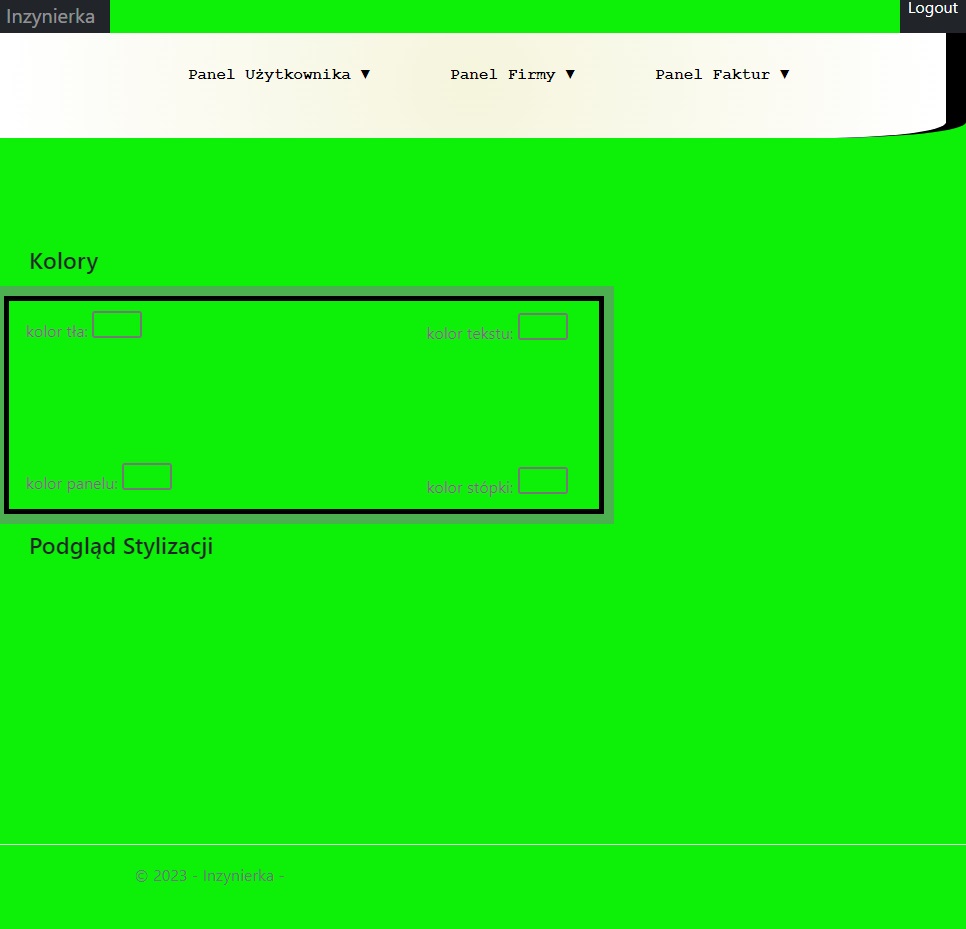 Inzynierka
Logout
Panel Użytkownika ▼
Panel Firmy ▼
Panel Faktur ▼
Kolory
kolor tła:
kolor tekstu:
kolor panelu:
kolor stópki:
Podgląd Stylizacji
© 2023 - Inzynierka -